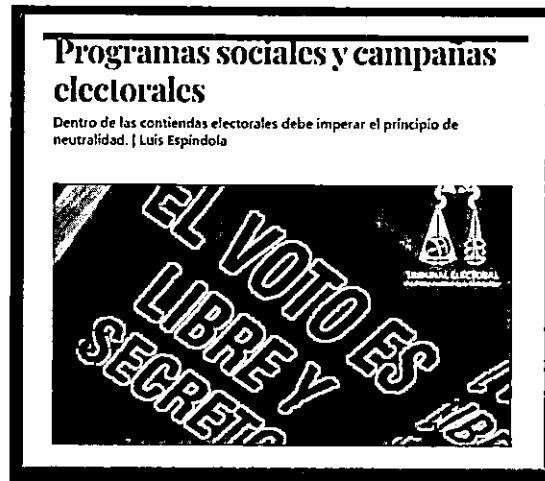 Programas sociales y campañas
electorales
Dentro de las contiendas electorales debe imperar el principio de
neutralidad. | Luis Espíndola
EL VOTO ES
LIBRE Y
SECRETO
TRIBUNAL ELECTORAL